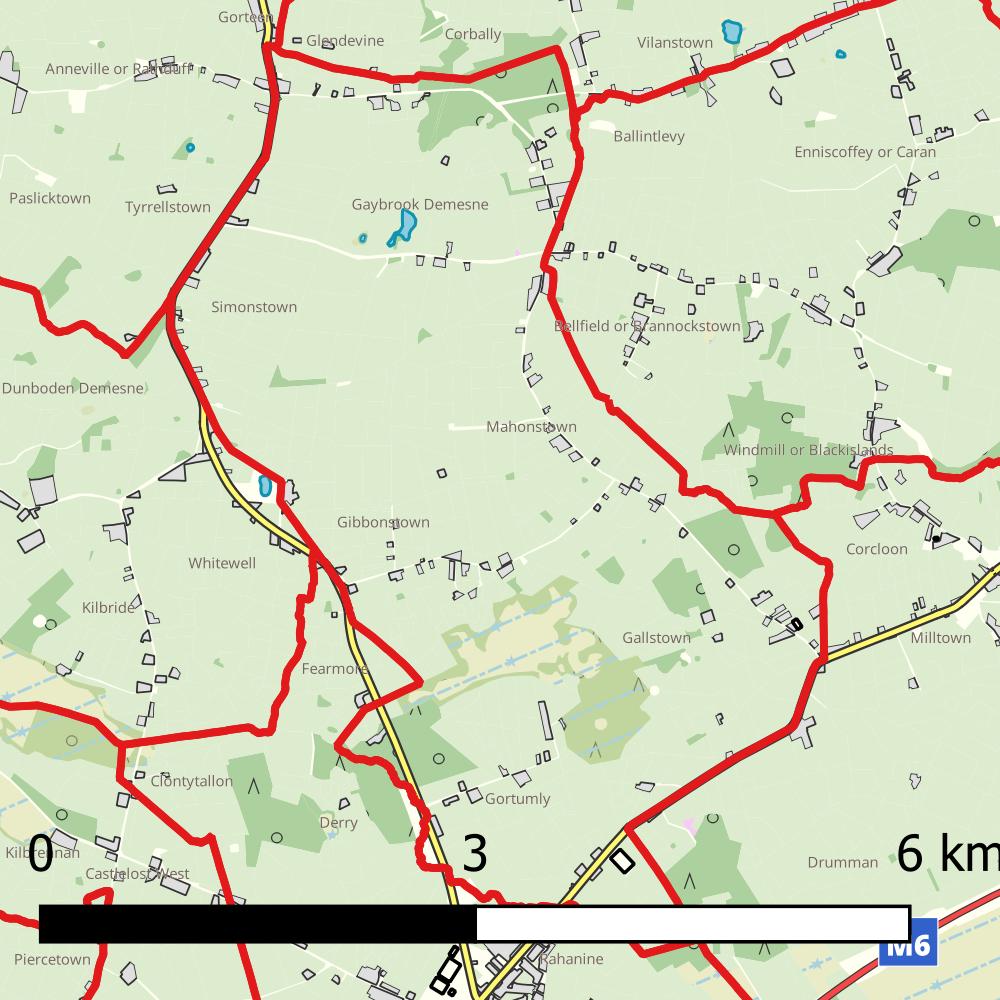 Gorteen
Glendevine
Corbally
Vilanstown
Anneville or Rathduff
Ballintlevy
Enniscoffey or Caran
Paslicktown
Tyrrellstown
Gaybrook Demesne
Simonstown
Bellfield or Brannockstown
Dunboden Demesne
Mahonstown
Windmill or Blackislands
Gibbonstown
Corcloon
Whitewell
Kilbride
Gallstown
Milltown
Fearmore
Clontytallon
Gortumly
Derry
Kilbrennan
Drumman
0 3 6 km
Castlelost West
M6
Piercetown
Rahanine